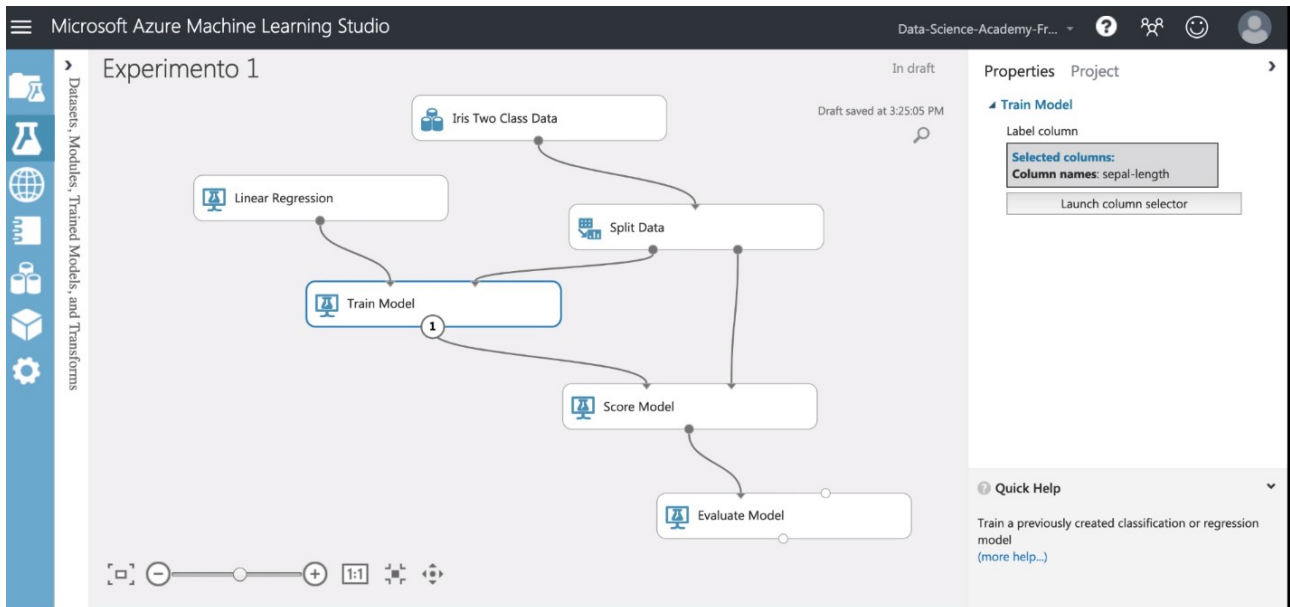 Microsoft Azure Machine Learning Studio
Data-Science-Academy-Fr...
?
Datasets, Modules, Trained Models, and Transforms
Experimento 1
In draft
Draft saved at 3:25:05 PM
Iris Two Class Data
Linear Regression
Split Data
Train Model
1
Score Model
Evaluate Model
1:1
Properties Project
Train Model
Label column
Selected columns:
Column names: sepal-length
Launch column selector
? Quick Help
Train a previously created classification or regression
model
(more help...)